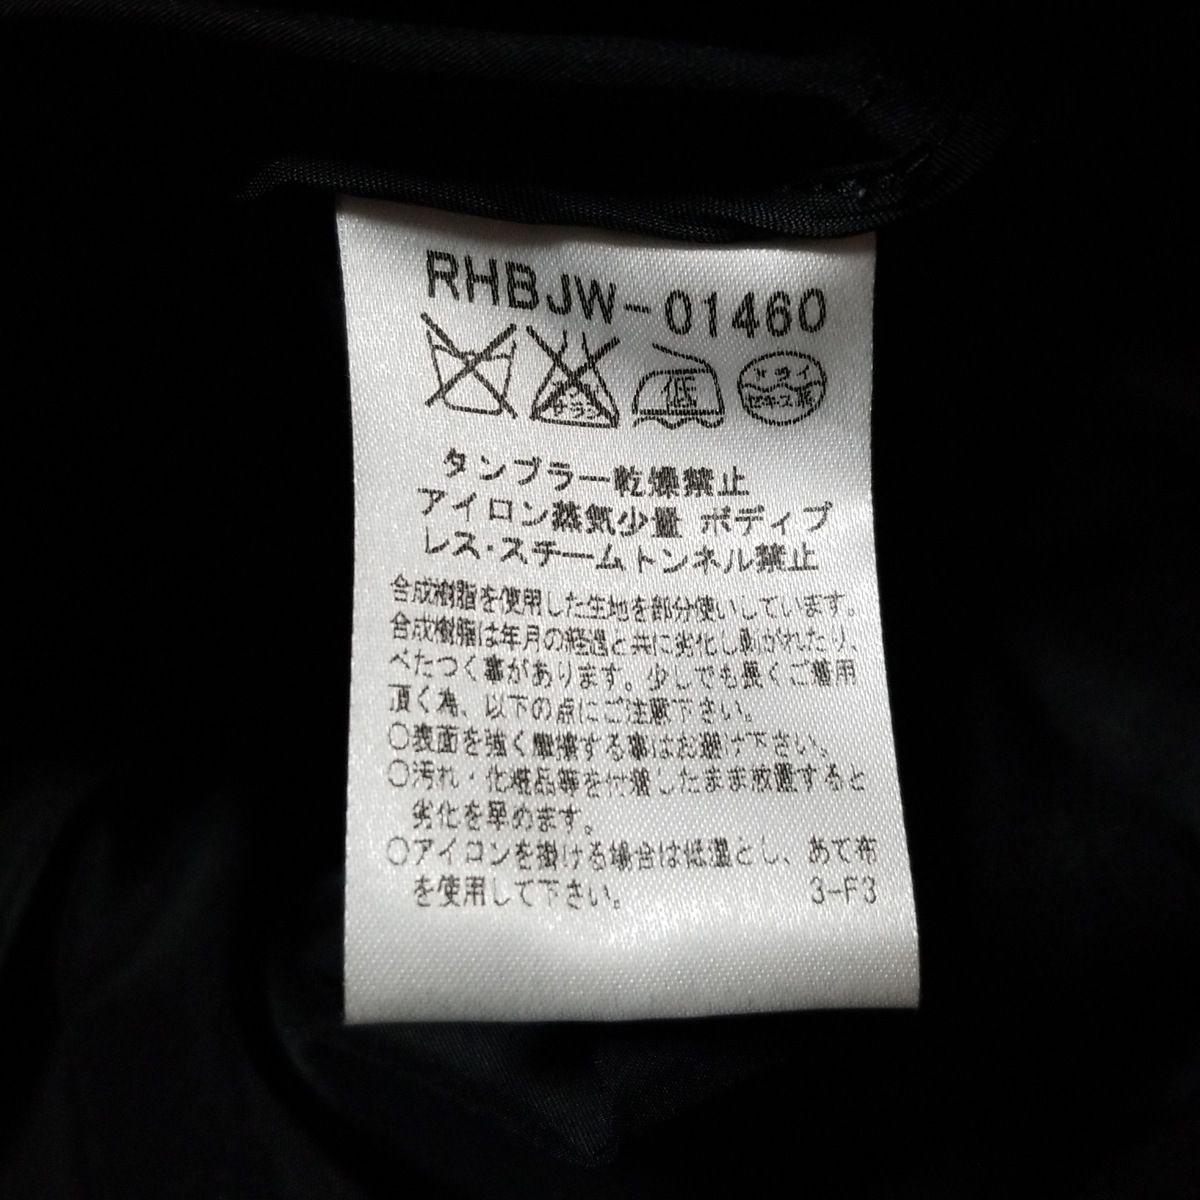 RHBJW-01460
サラシ 低 ドライ
セキユ系
タンブラー乾燥禁止
アイロン蒸気少量 ボディプ
レス・スチームトンネル禁止
合成樹脂を使用した生地を部分使いしています。
合成樹脂は年月の経過と共に劣化し剥がれたり、
べたつく事があります。少しでも長くご着用
頂く為、以下の点にご注意下さい。
〇表面を強く摩擦する事はお避け下さい。
〇汚れ・化粧品等を付着したまま放置すると
劣化を早めます。
〇アイロンを掛ける場合は低温とし、あて布
を使用して下さい。 3-F3